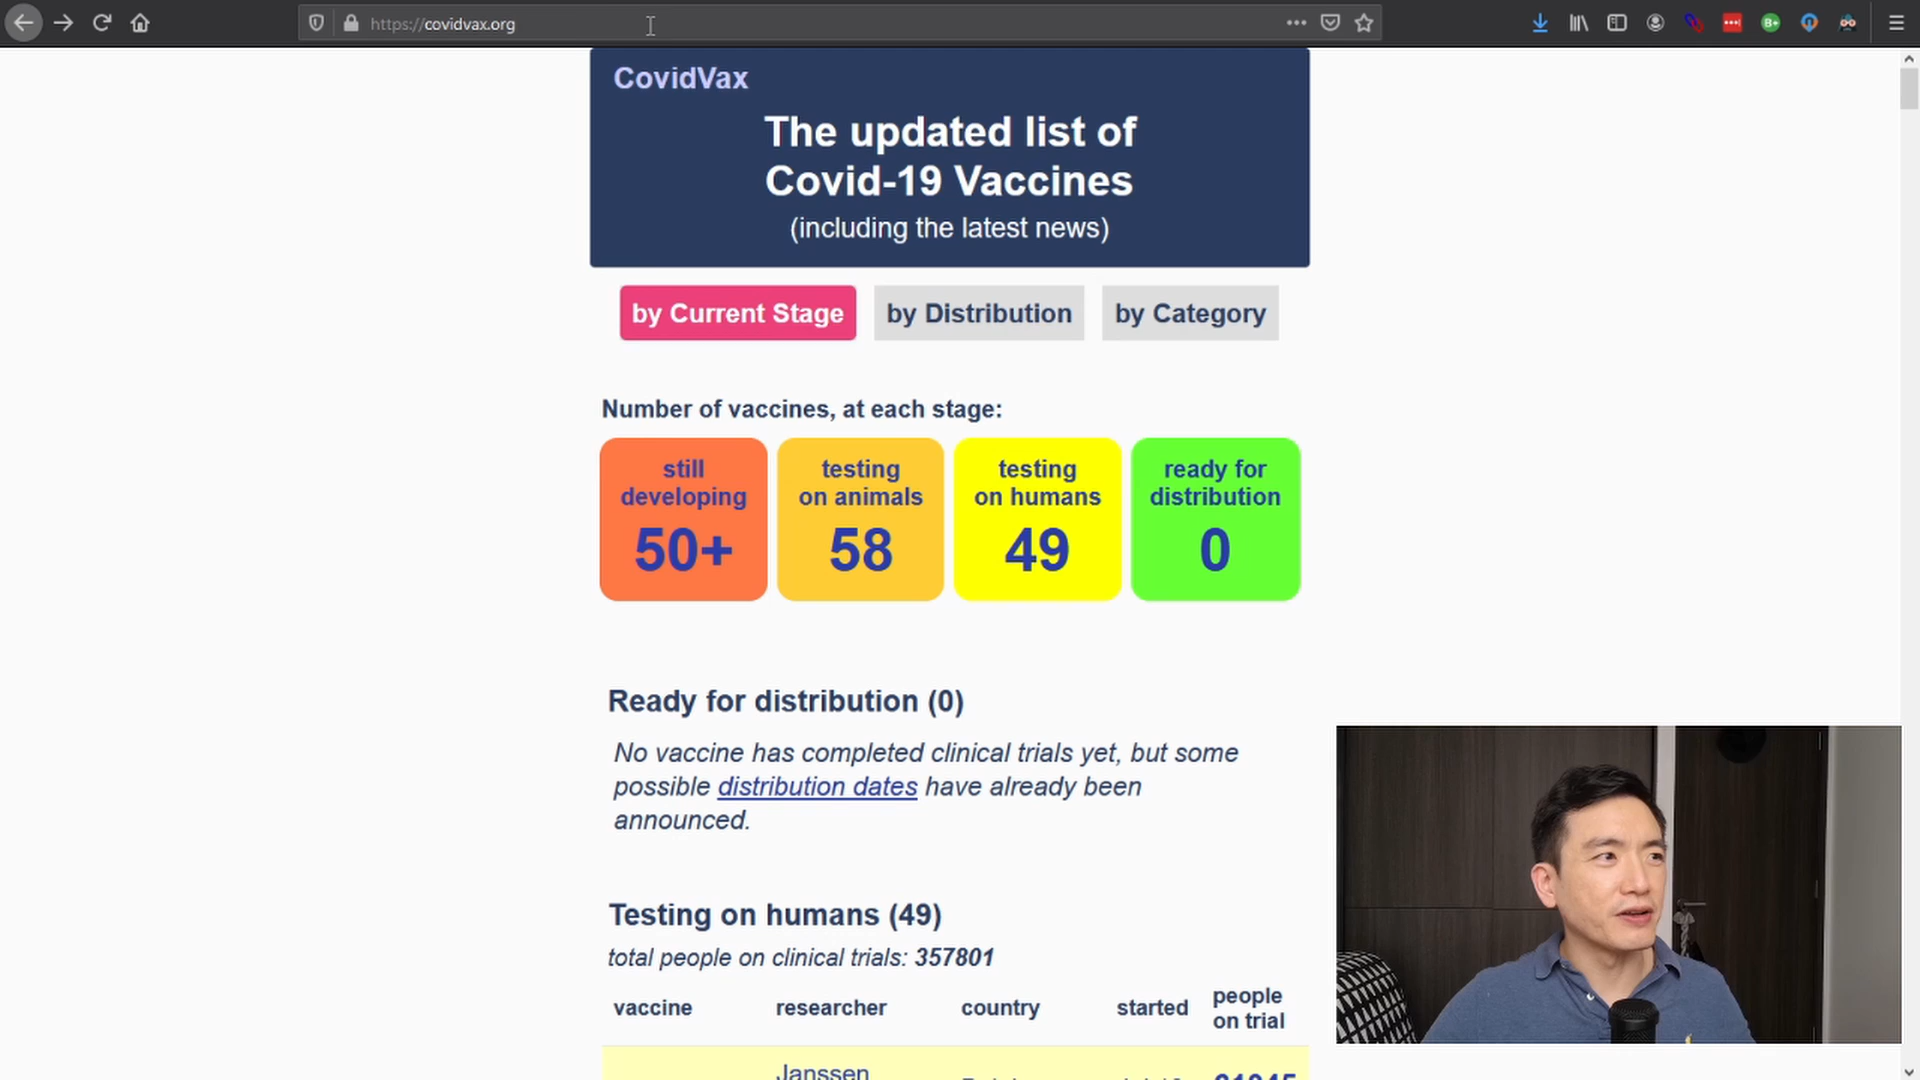 https://covidvax.org
CovidVax
The updated list of
Covid-19 Vaccines
(including the latest news)
by Current Stage
by Distribution
by Category
Number of vaccines, at each stage:
still
developing
50+
testing
on animals
58
testing
on humans
49
ready for
distribution
0
Ready for distribution (0)
No vaccine has completed clinical trials yet, but some
possible distribution dates have already been
announced.
Testing on humans (49)
total people on clinical trials: 357801
vaccine
researcher
country
started
people
on trial
Janssen